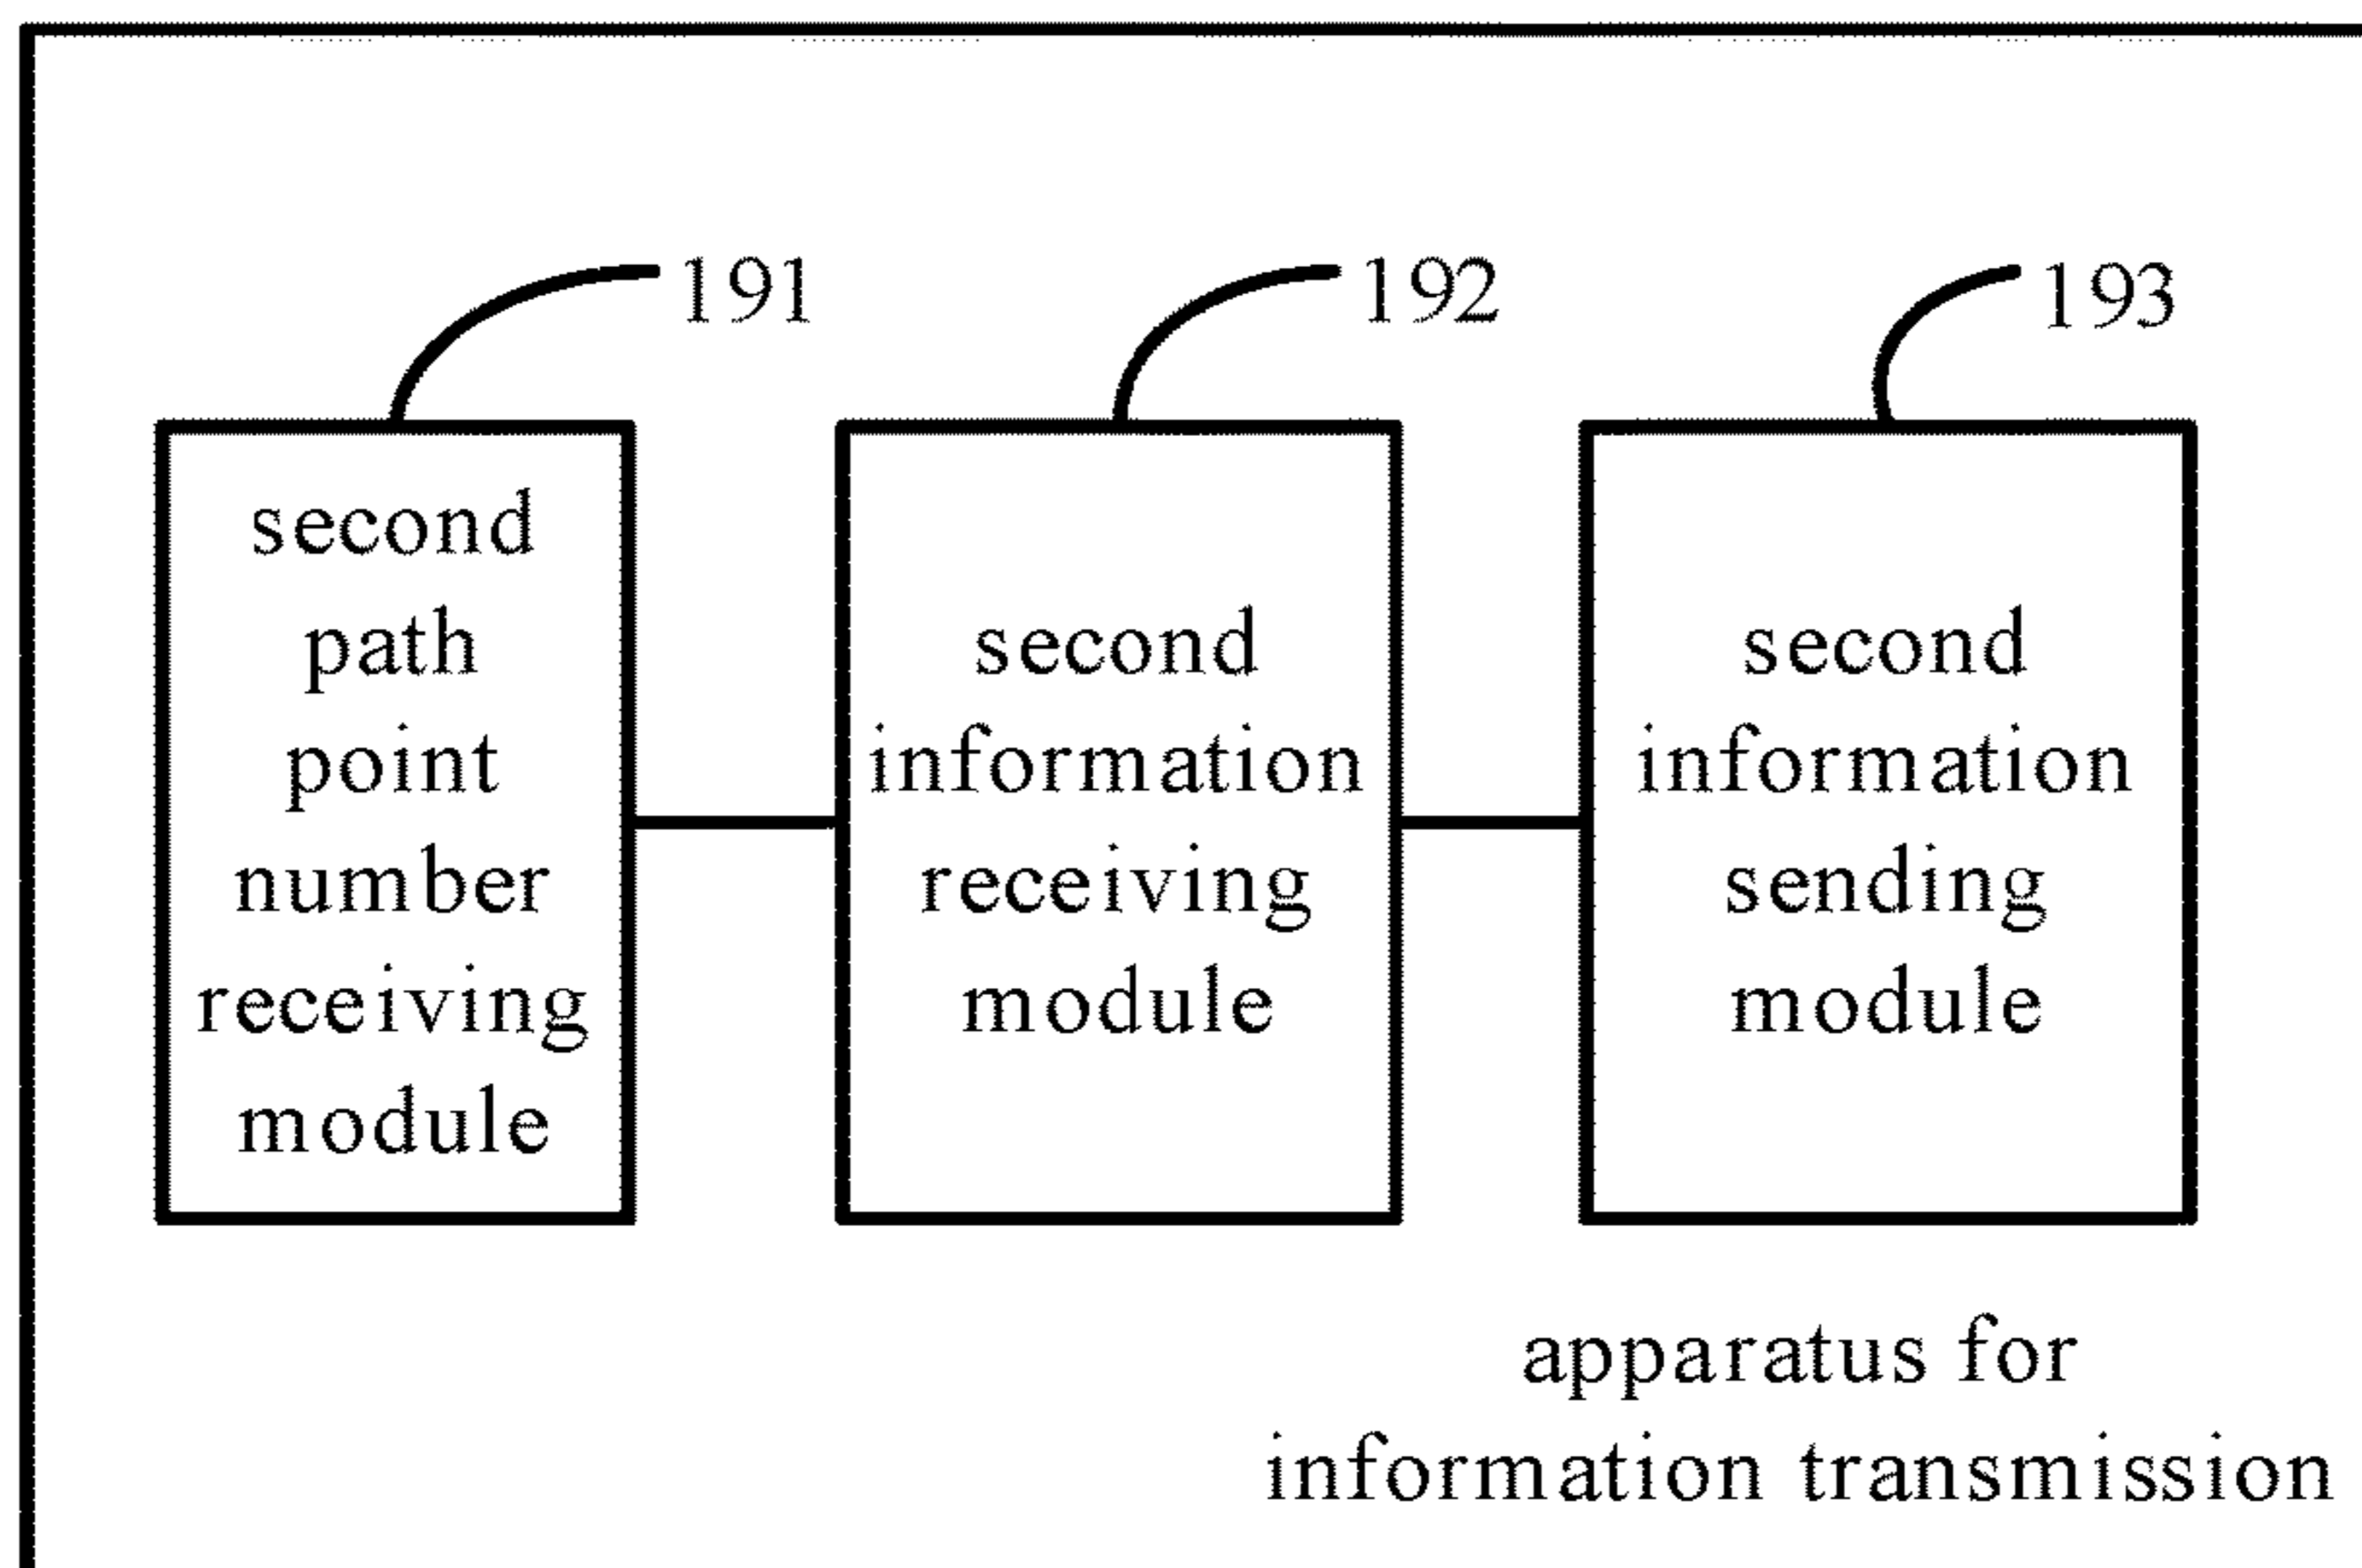 191
192
193
second
path
point
number
receiving
module
second
information
receiving
module
second
information
sending
module
apparatus for
information transmission